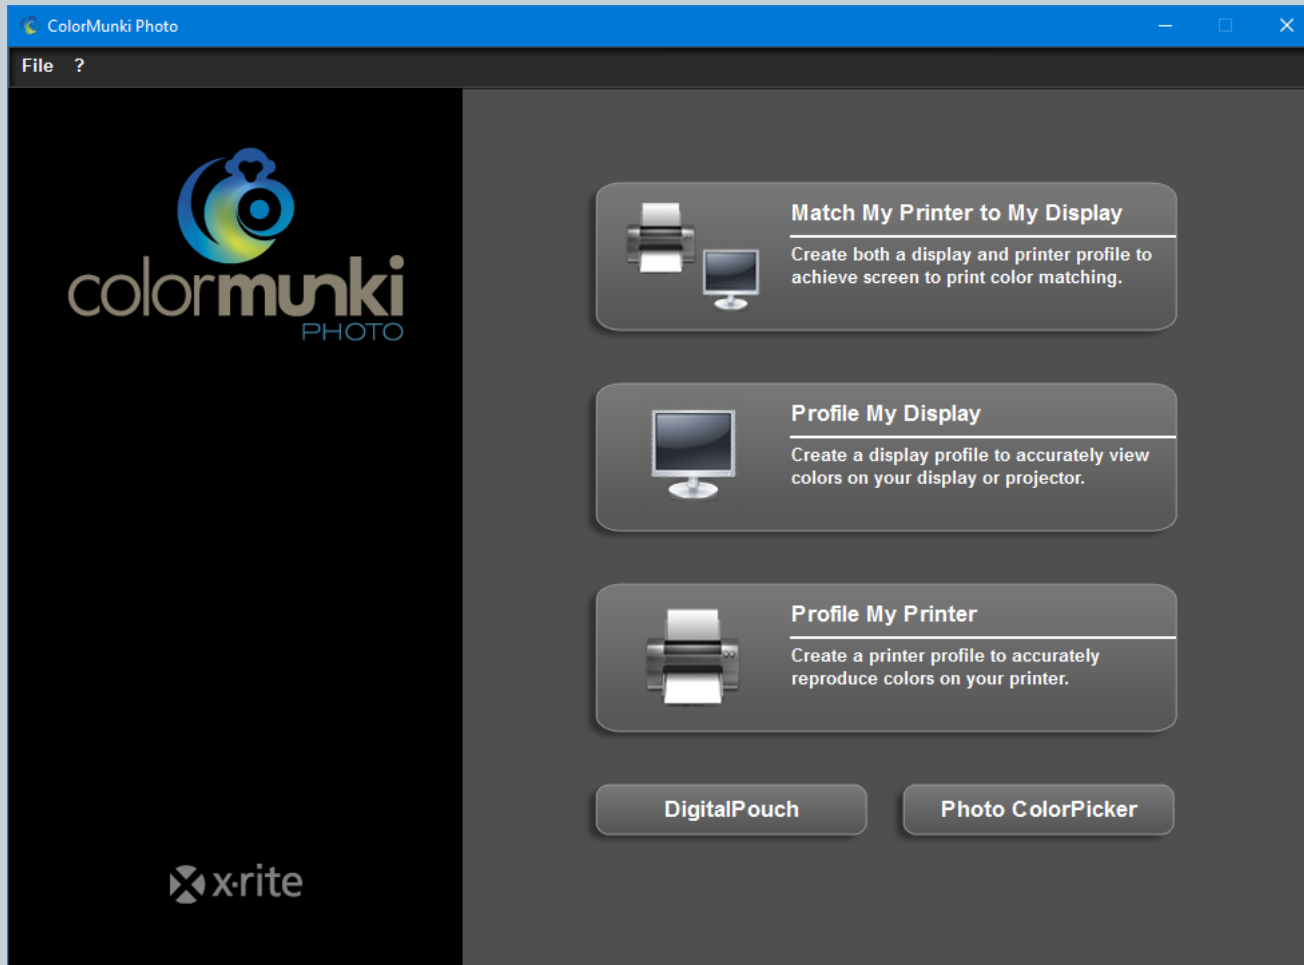 ColorMunki Photo
File ?
colormunki
PHOTO
x·rite
Match My Printer to My Display
Create both a display and printer profile to
achieve screen to print color matching.
Profile My Display
Create a display profile to accurately view
colors on your display or projector.
Profile My Printer
Create a printer profile to accurately
reproduce colors on your printer.
DigitalPouch
Photo ColorPicker